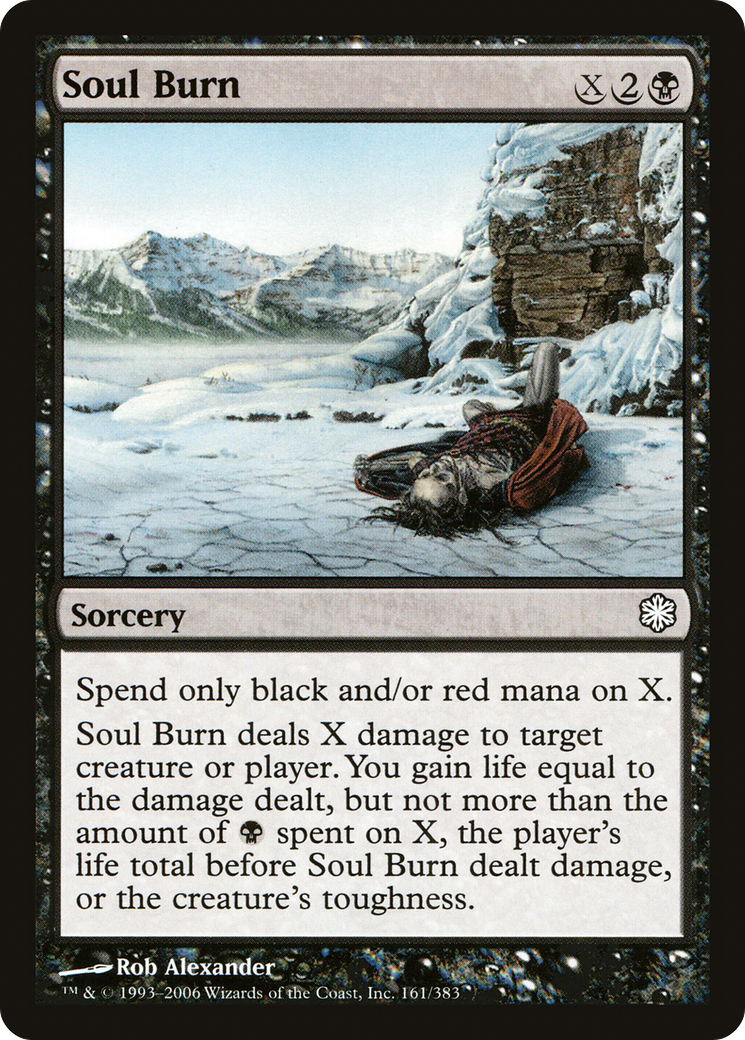 Soul Burn X2
Sorcery
Spend only black and/or red mana on X.
Soul Burn deals X damage to target
creature or player. You gain life equal to
the damage dealt, but not more than the
amount of spent on X, the player's
life total before Soul Burn dealt damage,
or the creature's toughness.
Rob Alexander
™ & © 1993–2006 Wizards of the Coast, Inc. 161/383